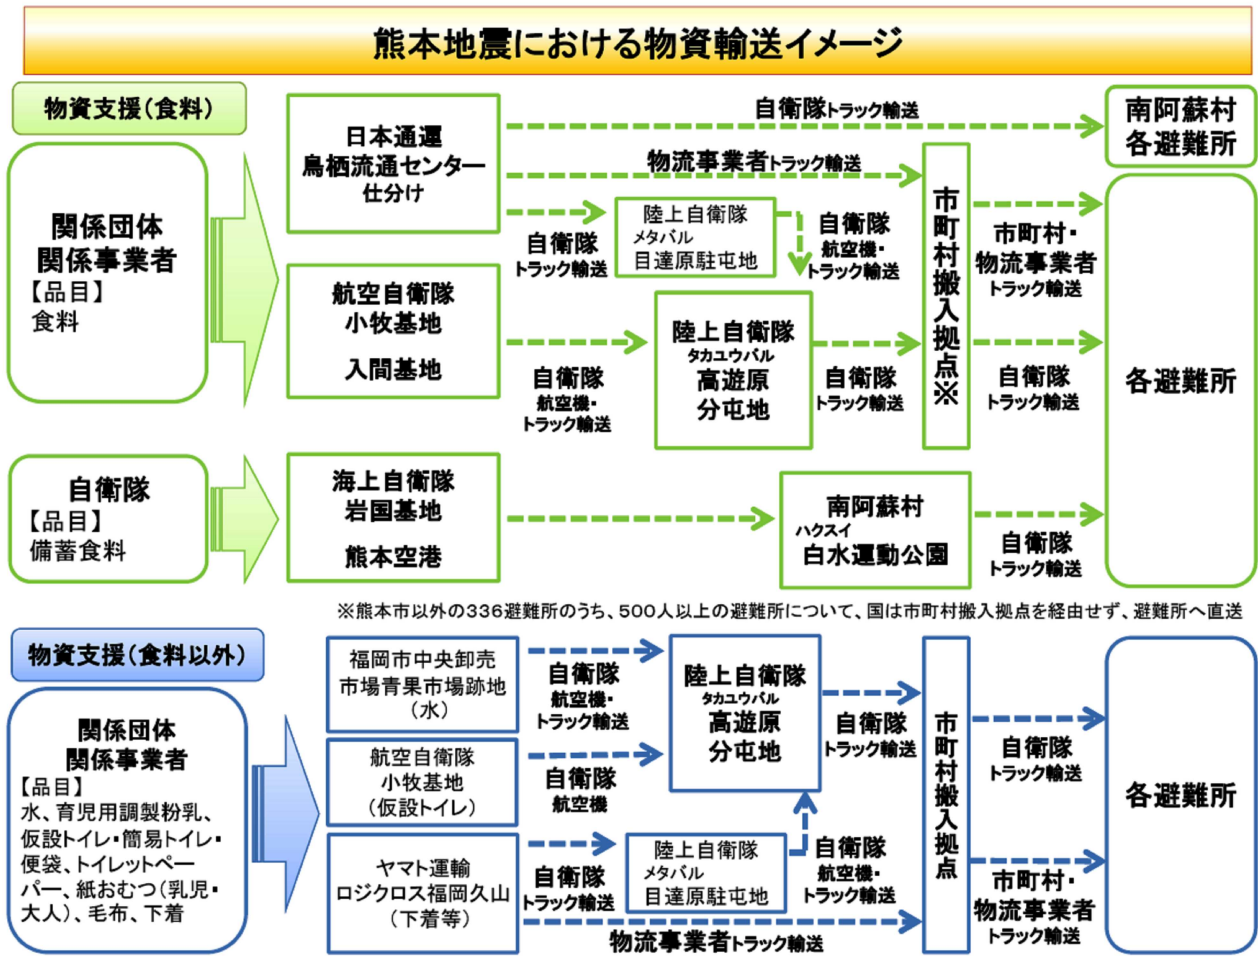 熊本地震における物資輸送イメージ
物資支援(食料)
関係団体
関係事業者
【品目】
食料
日本通運
鳥栖流通センター
仕分け
自衛隊トラック輸送
物流事業者トラック輸送
自衛隊
トラック輸送
陸上自衛隊
メタバル
目達原駐屯地
自衛隊
航空機・
トラック輸送
航空自衛隊
小牧基地
入間基地
自衛隊
航空機・
トラック輸送
陸上自衛隊
タカユウバル
高遊原
分屯地
自衛隊
トラック輸送
市町村搬入拠点※
市町村・
物流事業者
トラック輸送
自衛隊
トラック輸送
南阿蘇村
各避難所
各避難所
自衛隊
【品目】
備蓄食料
海上自衛隊
岩国基地
熊本空港
南阿蘇村
ハクスイ
白水運動公園
自衛隊
トラック輸送
※熊本市以外の336避難所のうち、500人以上の避難所について、国は市町村搬入拠点を経由せず、避難所へ直送
物資支援(食料以外)
関係団体
関係事業者
【品目】
水、育児用調製粉乳、
仮設トイレ・簡易トイレ・
便袋、トイレットペー
パー、紙おむつ(乳児・
大人)、毛布、下着
福岡市中央卸売
市場青果市場跡地
(水)
自衛隊
航空機・
トラック輸送
航空自衛隊
小牧基地
(仮設トイレ)
自衛隊
航空機
ヤマト運輸
ロジクロス福岡久山
(下着等)
自衛隊
トラック輸送
陸上自衛隊
メタバル
目達原駐屯地
自衛隊
航空機・
トラック輸送
物流事業者トラック輸送
陸上自衛隊
タカユウバル
高遊原
分屯地
自衛隊
トラック輸送
市町村搬入拠点
自衛隊
トラック輸送
市町村・
物流事業者
トラック輸送
各避難所